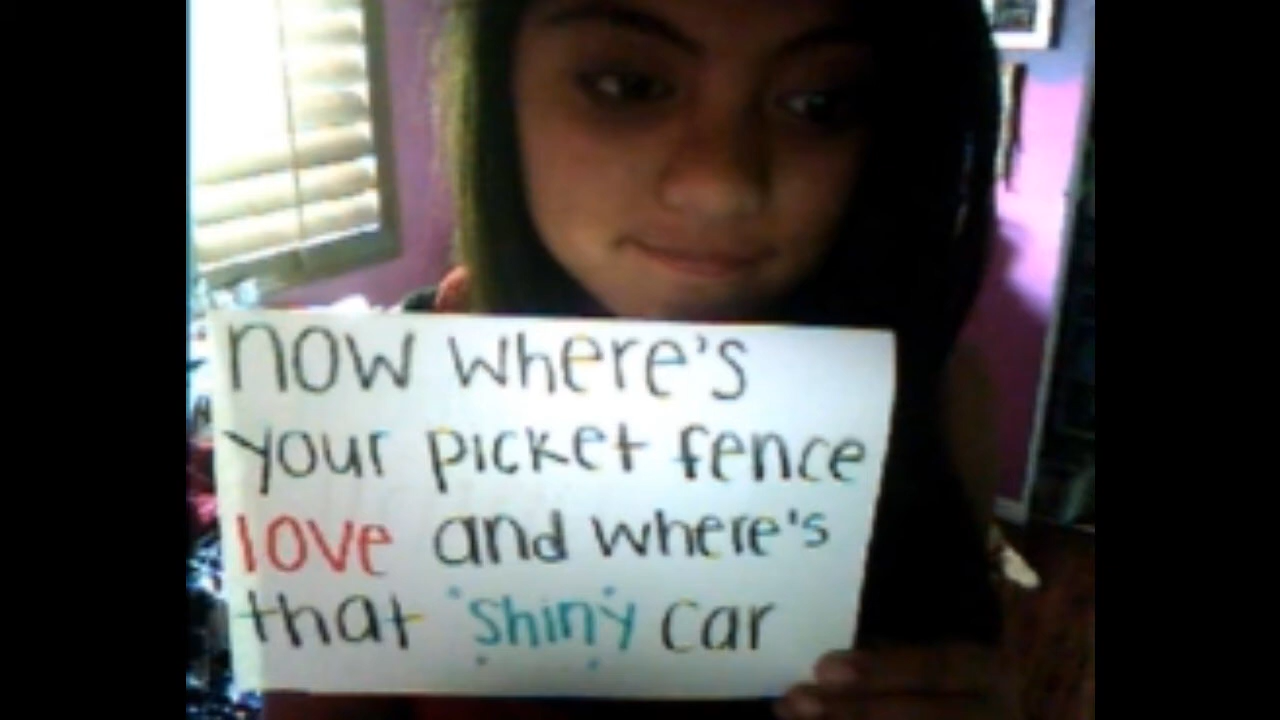 now where's
your picket fence
love and where's
that shiny car